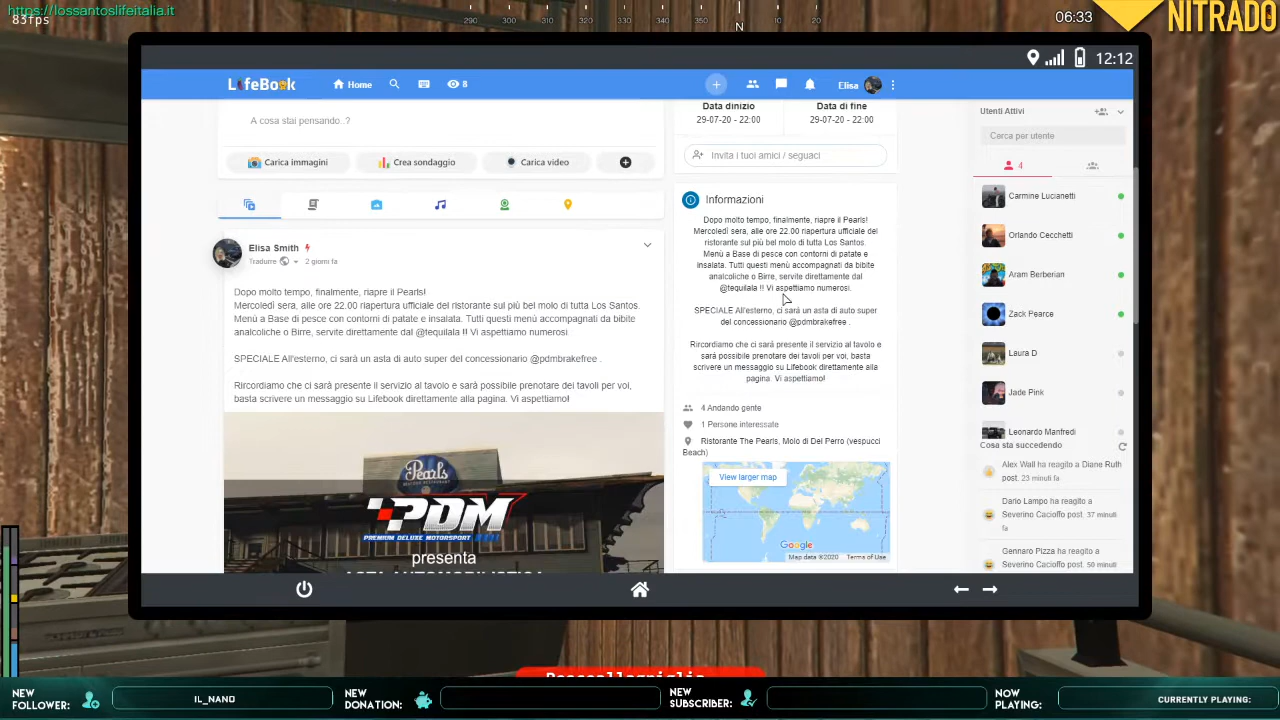 https://lossantoslifeitalia.it
83fps
290 300 330 340 350 N 10 20
06:33
NITRADO
12:12
LifeBook
Home
8
Elisa
A cosa stai pensando..?
Carica immagini
Crea sondaggio
Carica video
Elisa Smith
Tradurre
2 giorni fa
Dopo molto tempo, finalmente, riapre il Pearls!
Mercoledì sera, alle ore 22.00 riapertura ufficiale del ristorante sul più bel molo di tutta Los Santos.
Menù a Base di pesce con contorni di patate e insalata. Tutti questi menù accompagnati da bibite
analcoliche o Birre, servite direttamente dal @tequilala !! Vi aspettiamo numerosi.
SPECIALE All'esterno, ci sarà un asta di auto super del concessionario @pdmbrakefree .
Rircordiamo che ci sarà presente il servizio al tavolo e sarà possibile prenotare dei tavoli per voi,
basta scrivere un messaggio su Lifebook direttamente alla pagina. Vi aspettiamo!
Pearls
PDM
PREMIUM DELUXE MOTORSPORT
presenta
ASTA AUTOMOBILISTICA
Data dinizio
29-07-20 - 22:00
Data di fine
29-07-20 - 22:00
Invita i tuoi amici / seguaci
Informazioni
Dopo molto tempo, finalmente, riapre il Pearls!
Mercoledì sera, alle ore 22.00 riapertura ufficiale del
ristorante sul più bel molo di tutta Los Santos.
Menù a Base di pesce con contorni di patate e
insalata. Tutti questi menù accompagnati da bibite
analcoliche o Birre, servite direttamente dal
@tequilala !! Vi aspettiamo numerosi.
SPECIALE All'esterno, ci sarà un asta di auto super
del concessionario @pdmbrakefree .
Rircordiamo che ci sarà presente il servizio al tavolo e
sarà possibile prenotare dei tavoli per voi, basta
scrivere un messaggio su Lifebook direttamente alla
pagina. Vi aspettiamo!
4 Andando gente
1 Persone interessate
Ristorante The Pearls, Molo di Del Perro (vespucci
Beach)
View larger map
Google
Map data ©2020 Terms of Use
Utenti Attivi
Cerca per utente
4
Carmine Lucianetti
Orlando Cecchetti
Aram Berberian
Zack Pearce
Laura D
Jade Pink
Leonardo Manfredi
Cosa sta succedendo
Alex Wall ha reagito a Diane Ruth
post. 23 minuti fa
Dario Lampo ha reagito a
Severino Cacioffo post. 37 minuti
fa
Gennaro Pizza ha reagito a
Severino Cacioffo post. 50 minuti
NEW
FOLLOWER:
IL_NANO
NEW
DONATION:
NEW
SUBSCRIBER:
NOW
PLAYING:
CURRENTLY PLAYING: